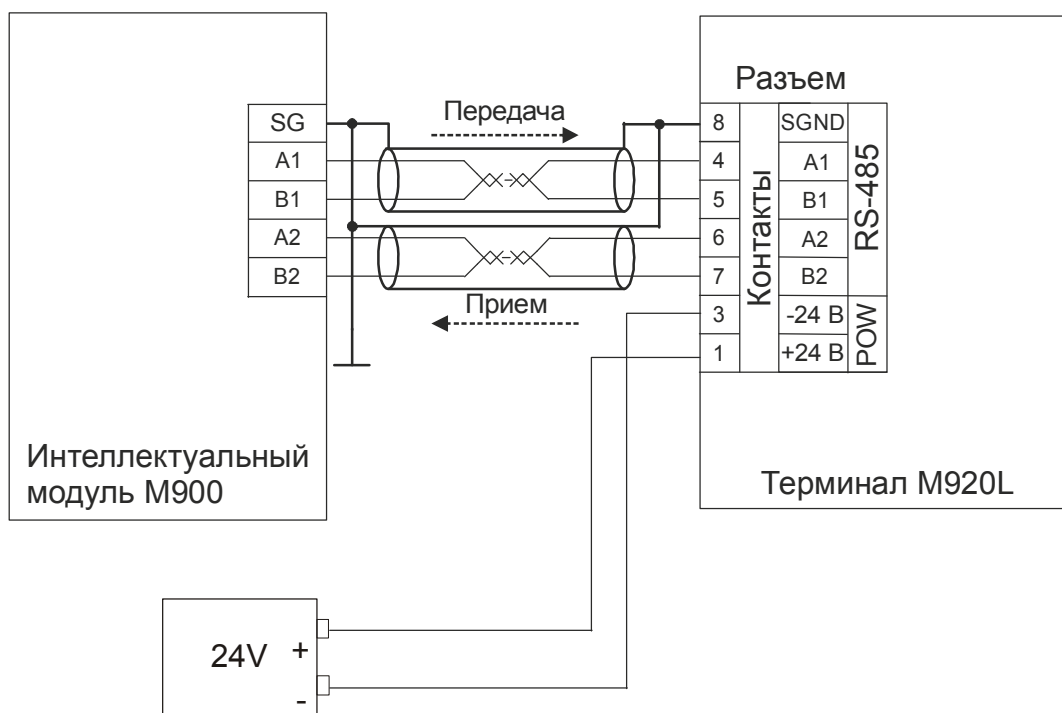 Разъем
Передача
SG
A1
B1
A2
B2
Прием
8 SGND
4 A1
5 B1
6 A2
7 B2
3 -24 В
1 +24 В
Контакты
RS-485
POW
Интеллектуальный
модуль М900
Терминал M920L
24V
+
-